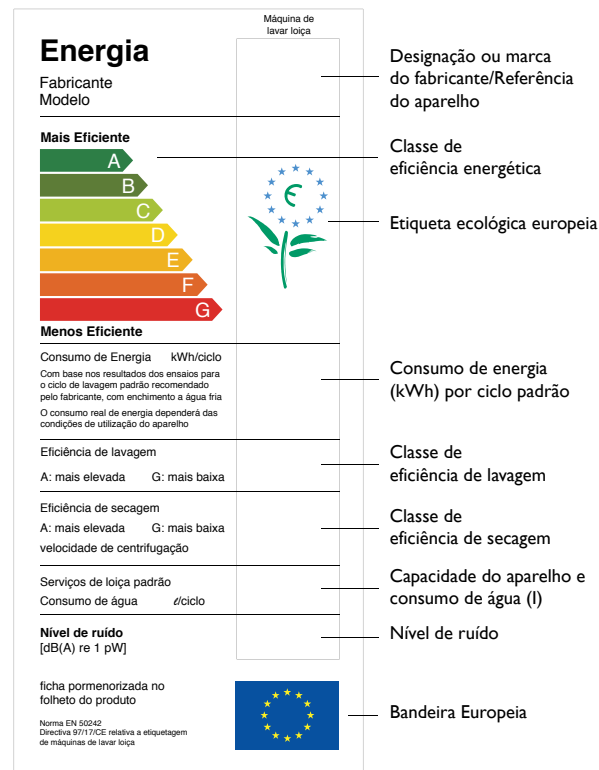 Máquina de
lavar loiça
Energia
Fabricante
Modelo
Designação ou marca
do fabricante/Referência
do aparelho
Mais Eficiente
A
B
C
D
E
F
G
Menos Eficiente
Classe de
eficiência energética
Etiqueta ecológica europeia
Consumo de Energia kWh/ciclo
Com base nos resultados dos ensaios para
o ciclo de lavagem padrão recomendado
pelo fabricante, com enchimento a água fria
O consumo real de energia dependerá das
condições de utilização do aparelho
Consumo de energia
(kWh) por ciclo padrão
Eficiência de lavagem
A: mais elevada G: mais baixa
Classe de
eficiência de lavagem
Eficiência de secagem
A: mais elevada G: mais baixa
velocidade de centrifugação
Classe de
eficiência de secagem
Serviços de loiça padrão
Consumo de água ℓ/ciclo
Capacidade do aparelho e
consumo de água (l)
Nível de ruído
[dB(A) re 1 pW]
Nível de ruído
ficha pormenorizada no
folheto do produto
Norma EN 50242
Directiva 97/17/CE relativa a etiquetagem
de máquinas de lavar loiça
Bandeira Europeia